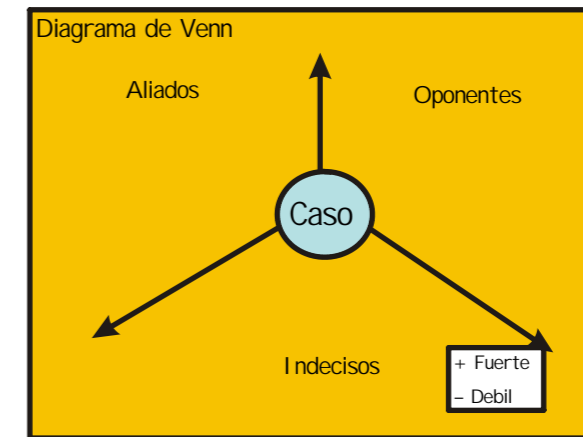 Diagrama de Venn
Aliados
Oponentes
Caso
Indecisos
+ Fuerte
– Debil